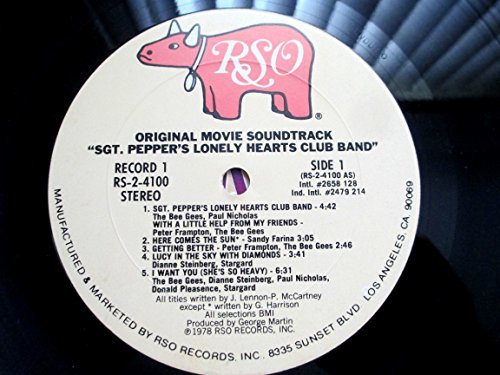 RSO
®
ORIGINAL MOVIE SOUNDTRACK
"SGT. PEPPER'S LONELY HEARTS CLUB BAND"
RECORD 1
RS-2-4100
STEREO
SIDE 1
(RS-2-4100 AS)
Intl. #2658 128
Ind. Intl. #2479 214
1. SGT. PEPPER'S LONELY HEARTS CLUB BAND - 4:42
The Bee Gees, Paul Nicholas
WITH A LITTLE HELP FROM MY FRIENDS -
Peter Frampton, The Bee Gees
2. HERE COMES THE SUN* - Sandy Farina 3:05
3. GETTING BETTER - Peter Frampton, The Bee Gees 2:46
4. LUCY IN THE SKY WITH DIAMONDS - 3:41
Dianne Steinberg, Stargard
5. I WANT YOU (SHE'S SO HEAVY) - 6:31
The Bee Gees, Dianne Steinberg, Paul Nicholas,
Donald Pleasence, Stargard
All titles written by J. Lennon-P. McCartney
except * written by G. Harrison
All selections BMI
Produced by George Martin
℗1978 RSO RECORDS, INC.
MANUFACTURED & MARKETED BY RSO RECORDS, INC., 8335 SUNSET BLVD. LOS ANGELES, CA. 90069